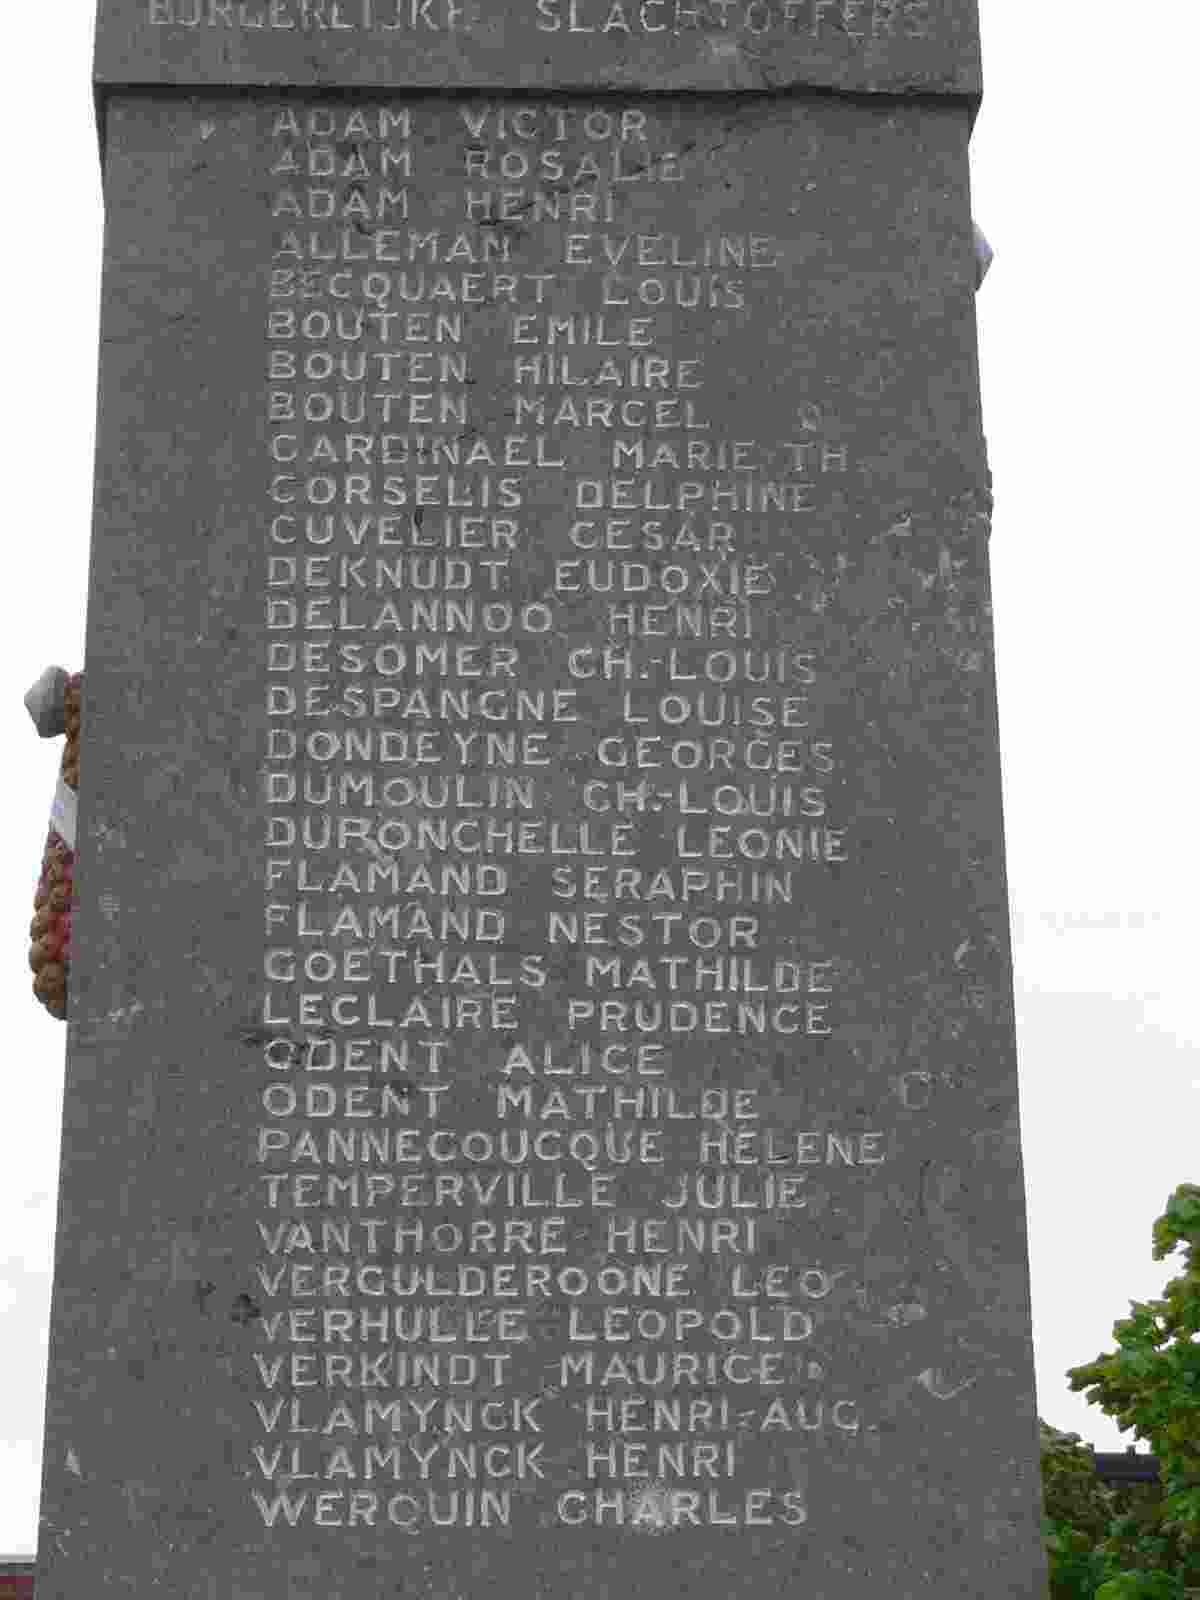 BURGERLIJKE SLACHTOFFERS
ADAM VICTOR
ADAM ROSALIE
ADAM HENRI
ALLEMAN EVELINE
BECQUAERT LOUIS
BOUTEN EMILE
BOUTEN HILAIRE
BOUTEN MARCEL
CARDINAEL MARIE TH.
CORSELIS DELPHINE
CUVELIER CESAR
DEKNUDT EUDOXIE
DELANNOO HENRI
DESOMER CH.-LOUIS
DESPANGNE LOUISE
DONDEYNE GEORGES
DUMOULIN CH.-LOUIS
DURONCHELLE LEONIE
FLAMAND SERAPHIN
FLAMAND NESTOR
GOETHALS MATHILDE
LECLAIRE PRUDENCE
ODENT ALICE
ODENT MATHILDE
PANNECOUCQUE HELENE
TEMPERVILLE JULIE
VANTHORRE HENRI
VERGULDEROONE LEO
VERHULLE LEOPOLD
VERKINDT MAURICE
VLAMYNCK HENRI-AUG.
VLAMYNCK HENRI
WERQUIN CHARLES